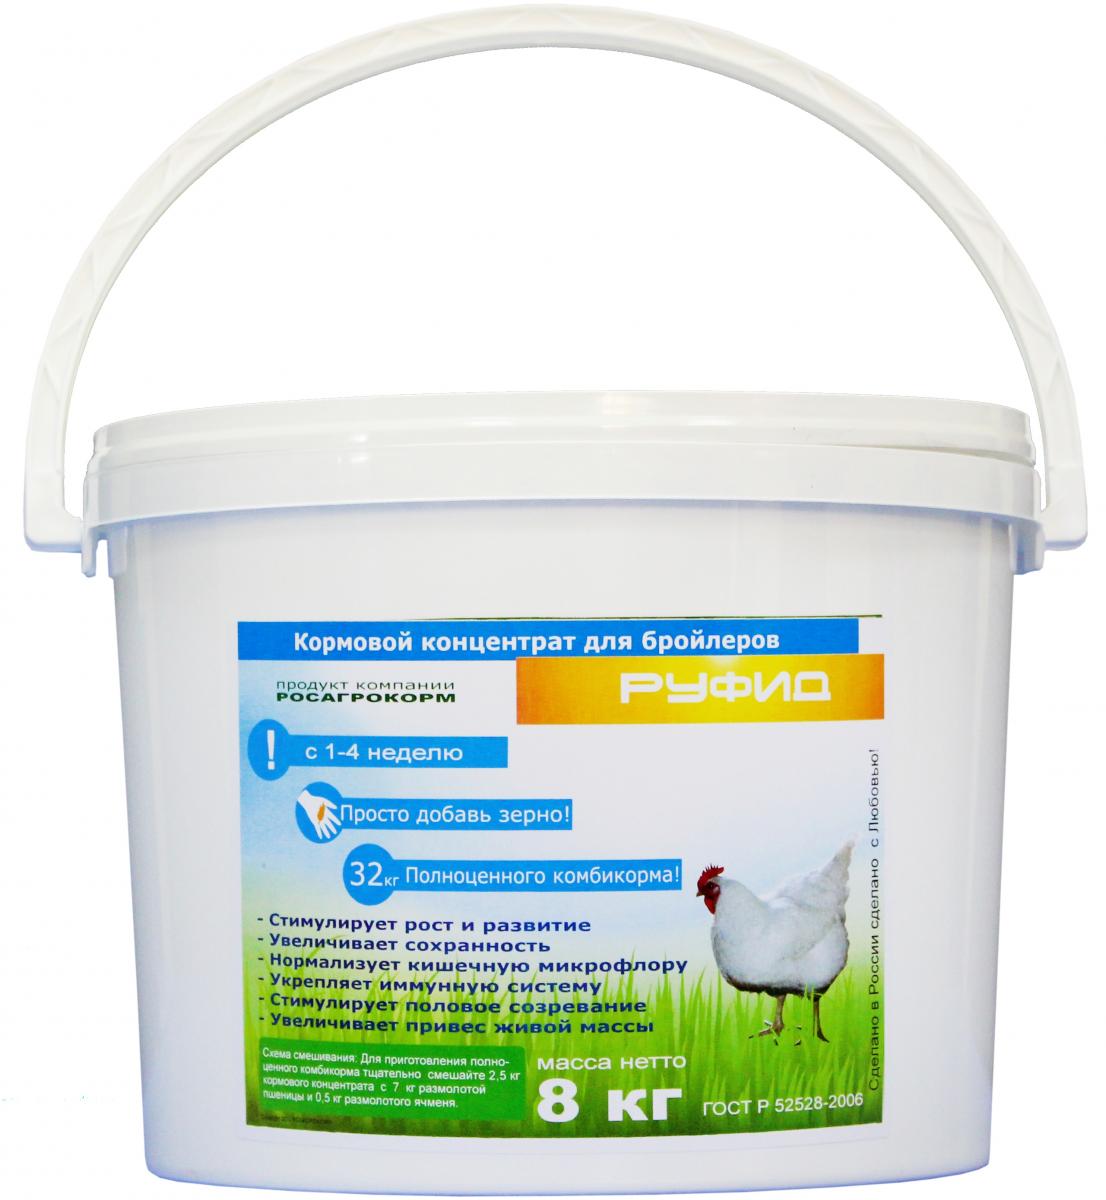 Кормовой концентрат для бройлеров
РУФИД
продукт компании
РОСАГРОКОРМ
! с 1-4 неделю
Просто добавь зерно!
32кг Полноценного комбикорма!
- Стимулирует рост и развитие
- Увеличивает сохранность
- Нормализует кишечную микрофлору
- Укрепляет иммунную систему
- Стимулирует половое созревание
- Увеличивает привес живой массы
Схема смешивания: Для приготовления полно-
ценного комбикорма тщательно смешайте 2,5 кг
кормового концентрата с 7 кг размолотой
пшеницы и 0,5 кг размолотого ячменя.
масса нетто
8 кг
ГОСТ Р 52528-2006
Сделано в России сделано с Любовью!